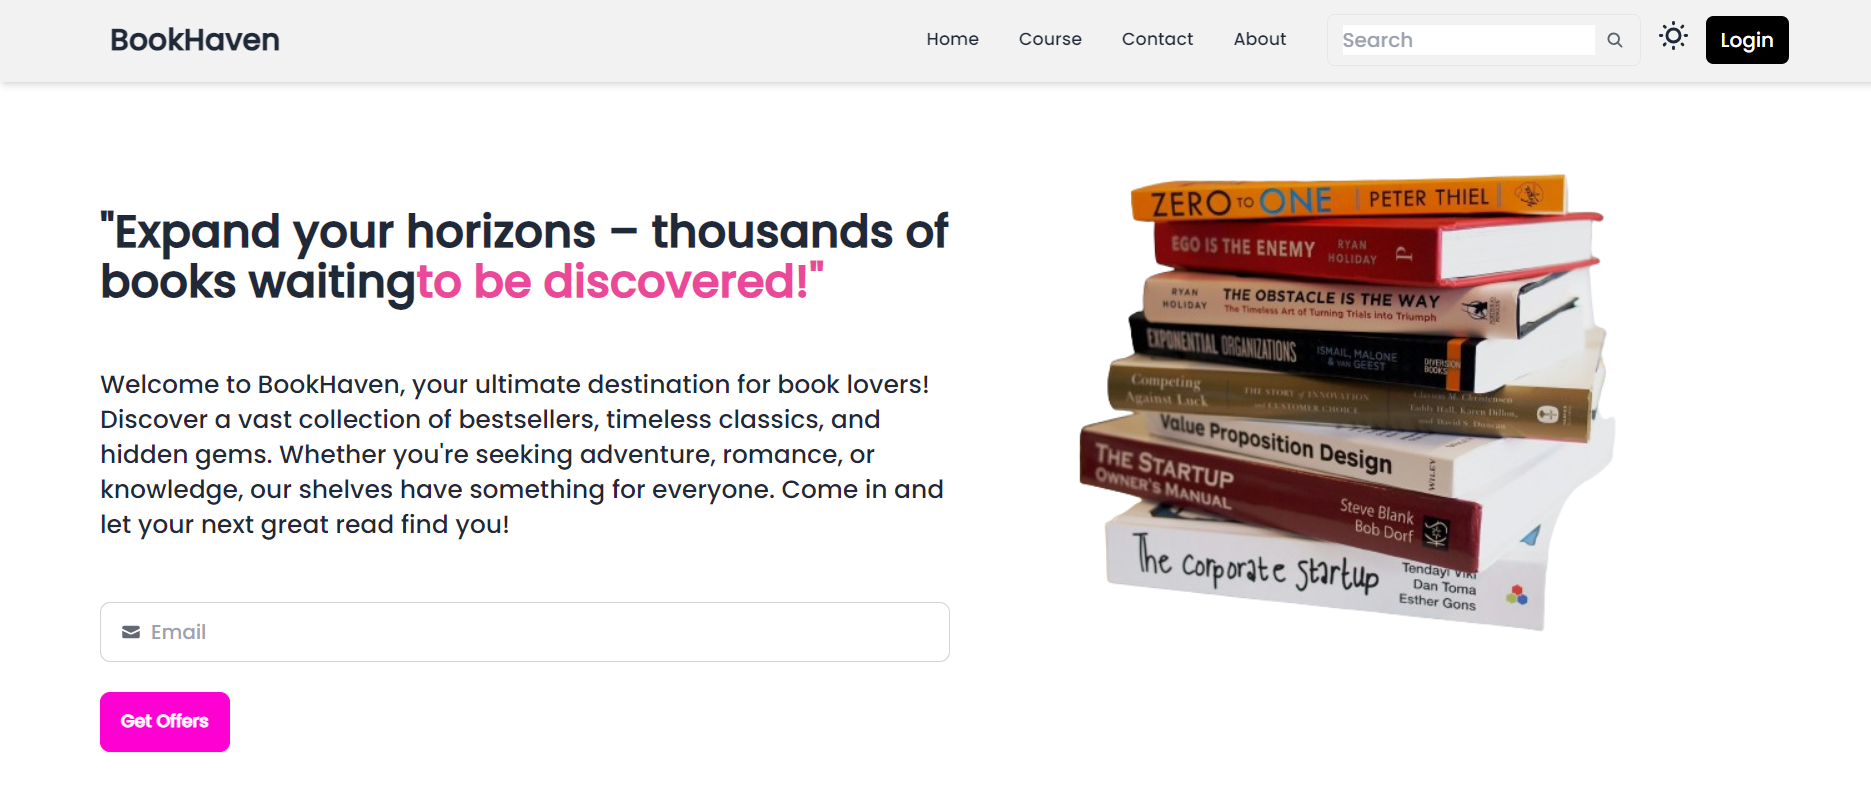 BookHaven
Home Course Contact About Search Login
"Expand your horizons – thousands of
books waitingto be discovered!"
Welcome to BookHaven, your ultimate destination for book lovers!
Discover a vast collection of bestsellers, timeless classics, and
hidden gems. Whether you're seeking adventure, romance, or
knowledge, our shelves have something for everyone. Come in and
let your next great read find you!
Email
Get Offers
ZERO TO ONE | PETER THIEL |
EGO IS THE ENEMY RYAN
HOLIDAY P
RYAN
HOLIDAY
THE OBSTACLE IS THE WAY
The Timeless Art of Turning Trials into Triumph
EXPONENTIAL ORGANIZATIONS
ISMAIL, MALONE
& VAN GEEST
DIVERSION
BOOKS
Competing
Against Luck
THE STORY of INNOVATION
and CUSTOMER CHOICE
Clayton M. Christensen
Taddy Hall, Karen Dillon,
and David S. Duncan
Value Proposition Design
WILEY
THE STARTUP
OWNER'S MANUAL
Steve Blank
Bob Dorf
The corporate startup
Tendayi Viki
Dan Toma
Esther Gons